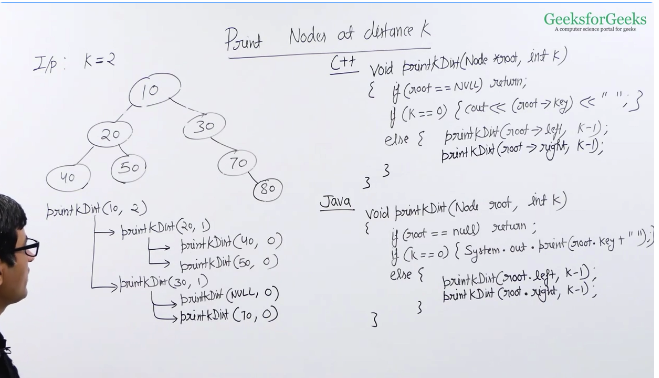 GeeksforGeeks
A computer science portal for geeks
Print Nodes at distance K
I/p: K=2
10
20
30
40
50
70
80
printKDist(10, 2)
printKDist(20, 1)
printKDist(40, 0)
printKDist(50, 0)
printKDist(30, 1)
printKDist(NULL, 0)
printKDist(70, 0)
C++
void printKDist(Node *root, int k)
{ if(root == NULL) return;
if (K==0) {cout<< (root->key) << " "; }
else { printKDist(root->left, K-1);
printKDist(root->right, K-1);
}
}
Java
void printKDist(Node root, int K)
{ if(root == null) return ;
if (K==0) { System.out.print(root.key+" ");}
else { printKDist(root.left, K-1);
printKDist(root.right, K-1);
}
}